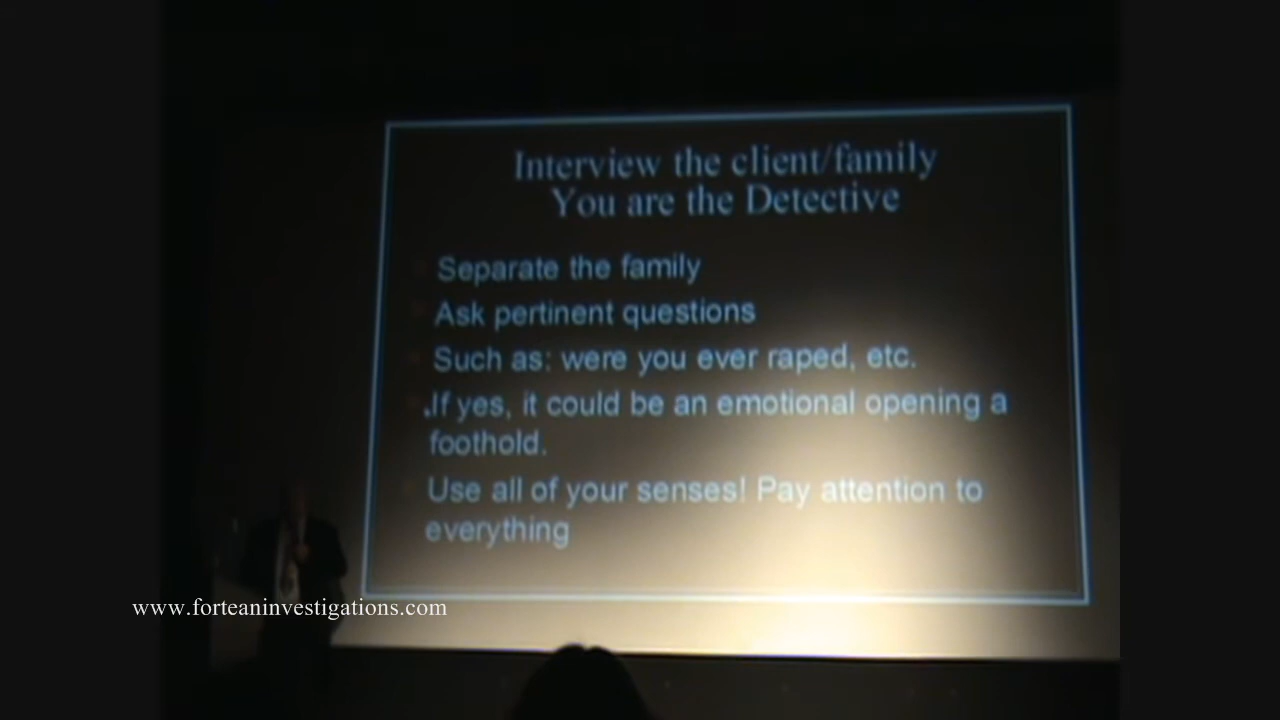 Interview the client/family
You are the Detective
Separate the family
Ask pertinent questions
Such as: were you ever raped, etc.
.If yes, it could be an emotional opening a
foothold.
Use all of your senses! Pay attention to
everything
www.forteaninvestigations.com